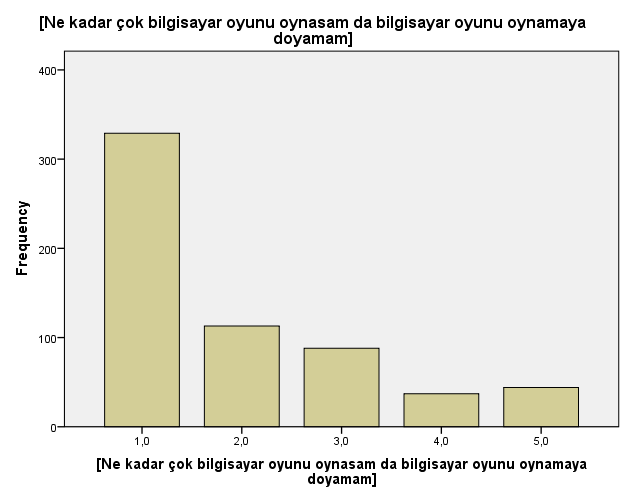 [Ne kadar çok bilgisayar oyunu oynasam da bilgisayar oyunu oynamaya
doyamam]
400
300
200
100
0
Frequency
1,0
2,0
3,0
4,0
5,0
[Ne kadar çok bilgisayar oyunu oynasam da bilgisayar oyunu oynamaya
doyamam]